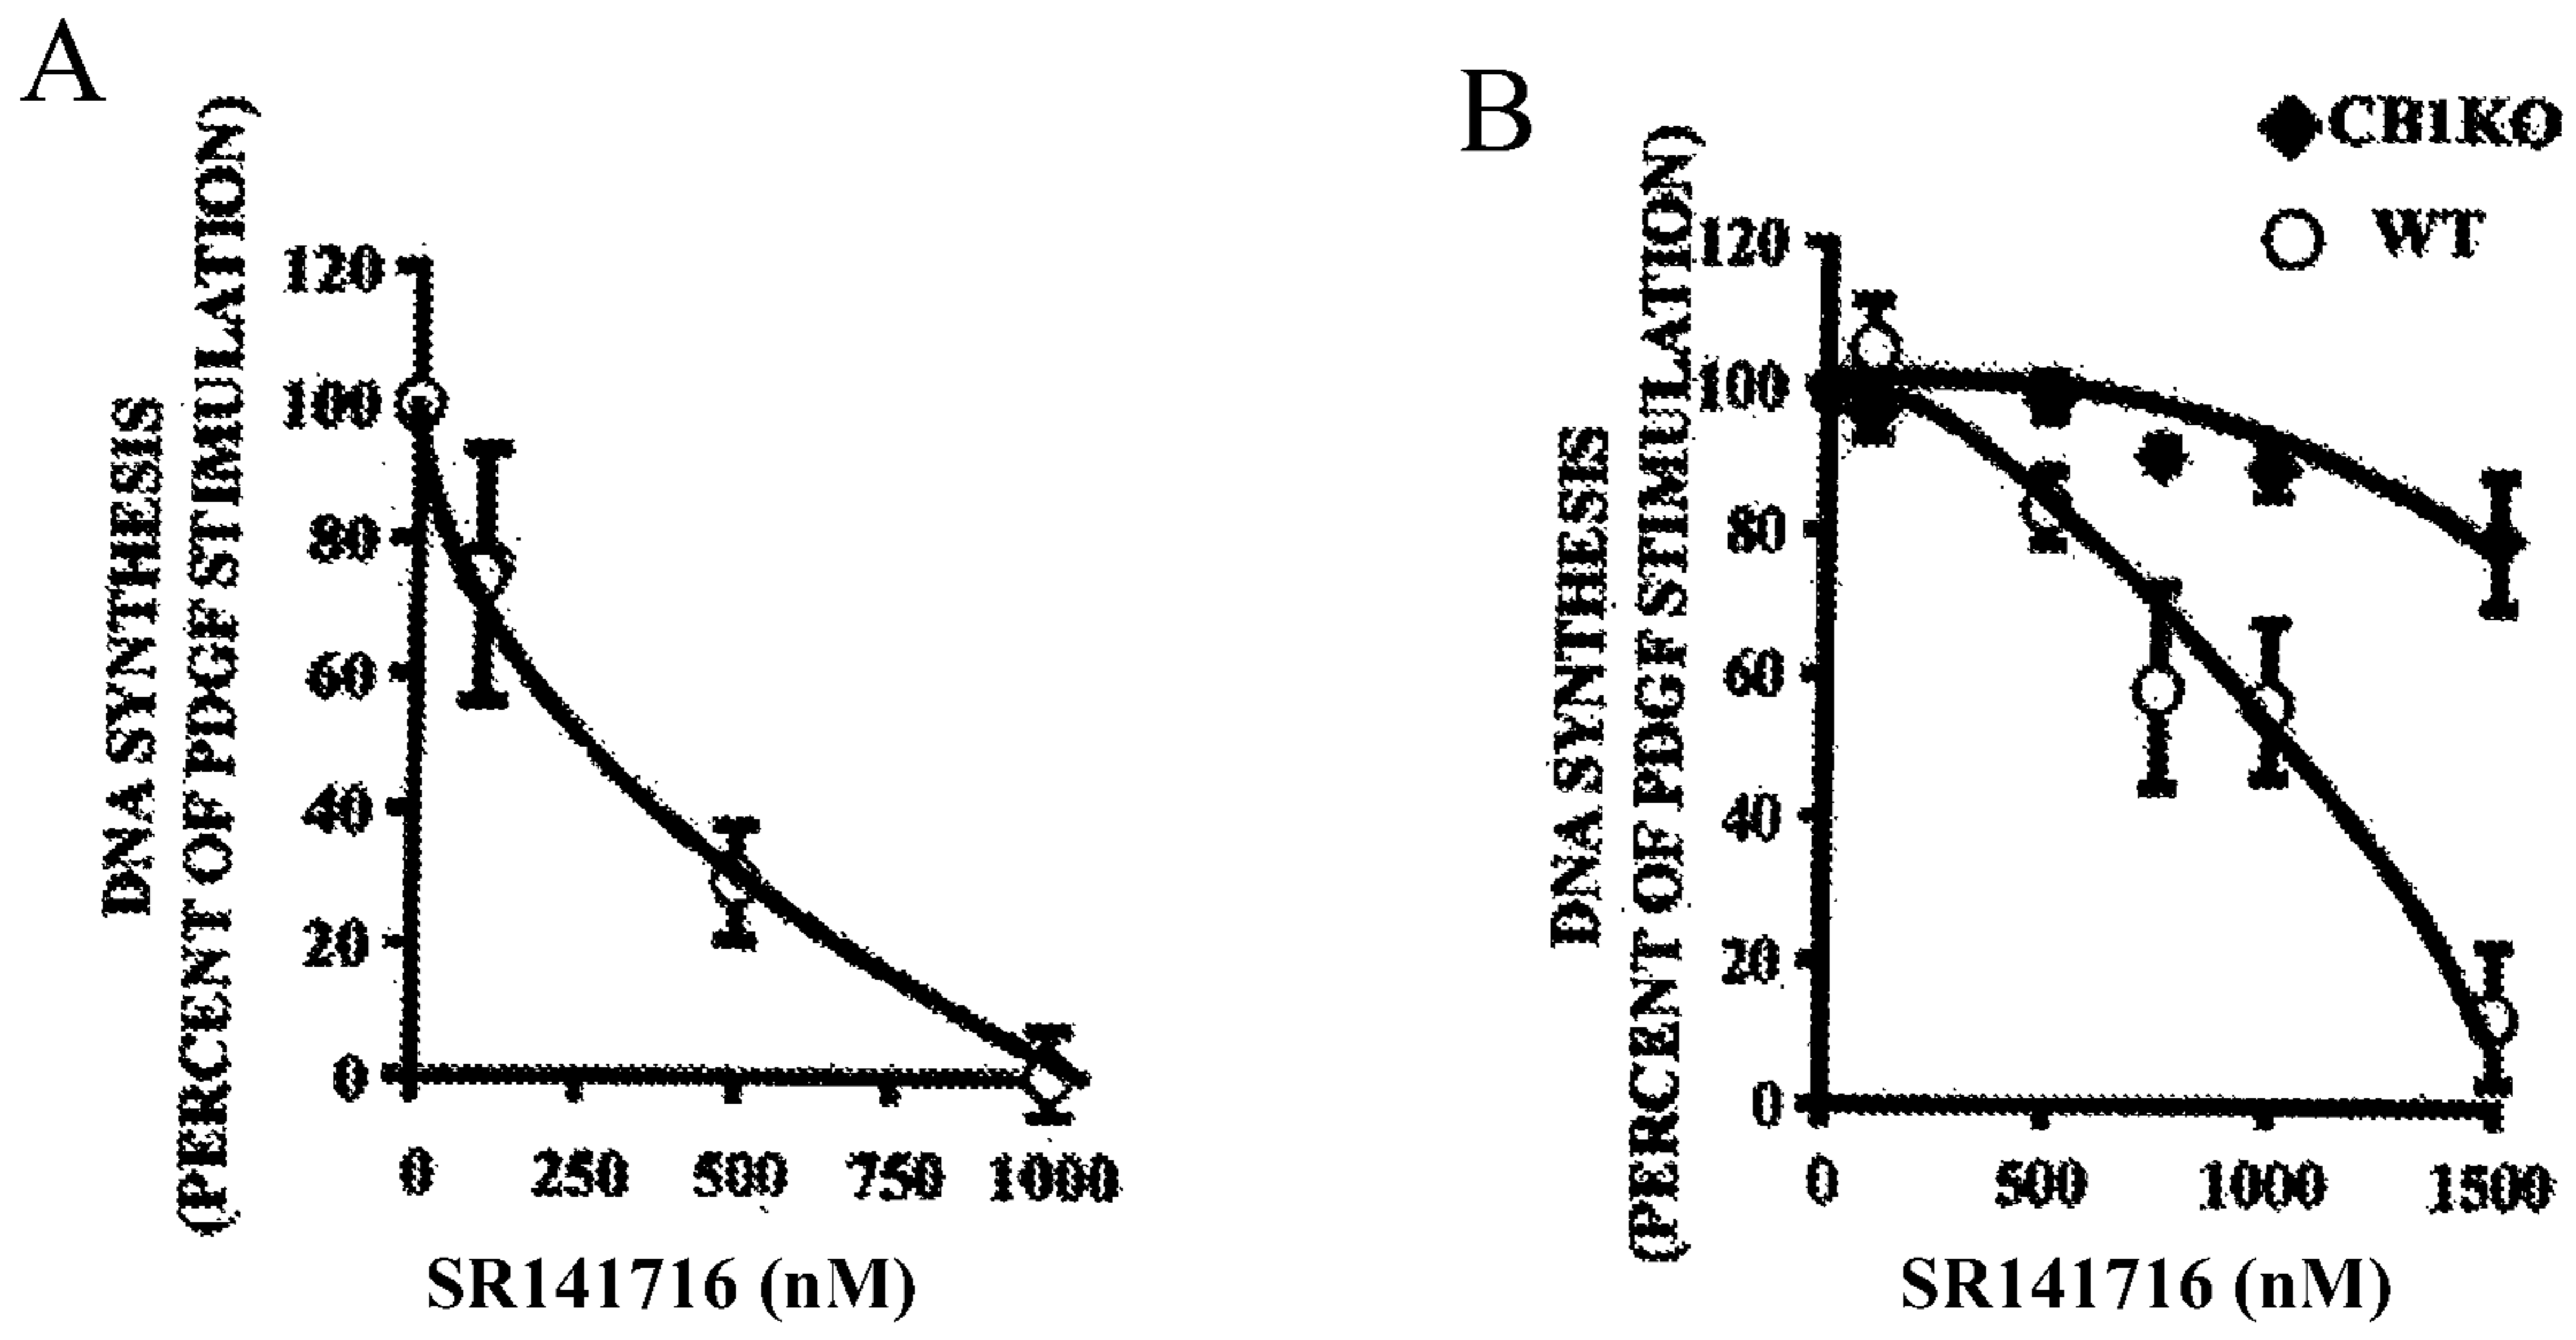 A
DNA SYNTHESIS
(PERCENT OF PDGF STIMULATION)
120
100
80
60
40
20
0
0 250 500 750 1000
SR141716 (nM)
B
CB1KO
WT
DNA SYNTHESIS
(PERCENT OF PDGF STIMULATION)
120
100
80
60
40
20
0
0 500 1000 1500
SR141716 (nM)